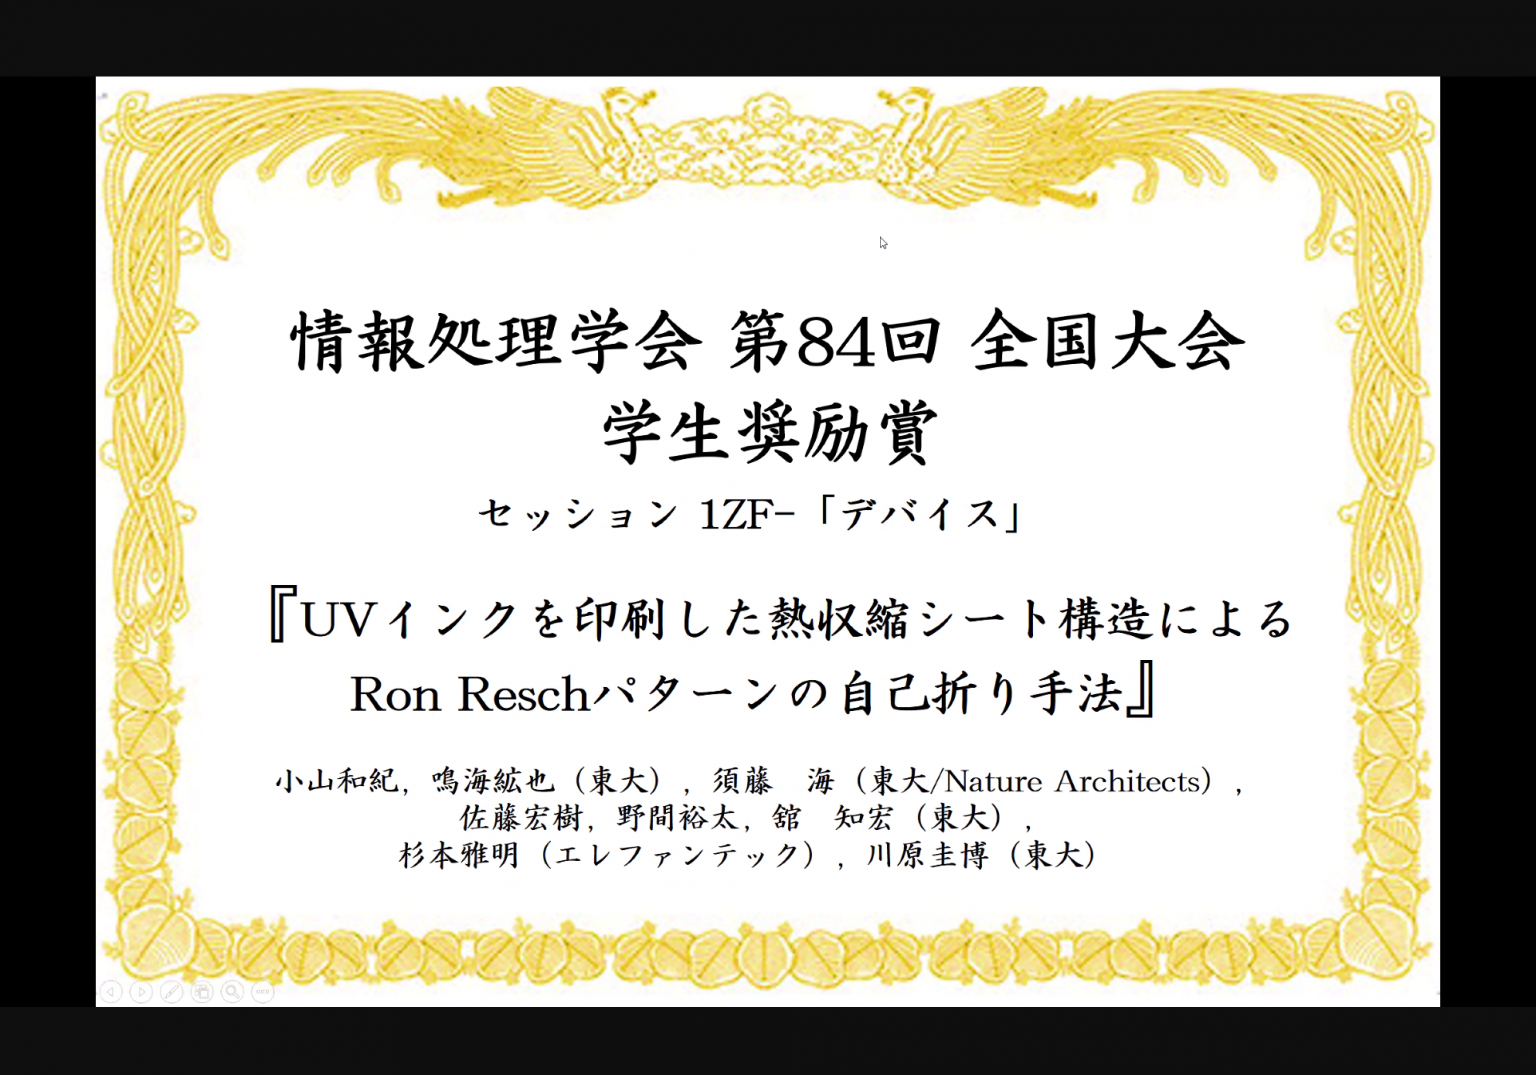 情報処理学会 第84回 全国大会
学生奨励賞
セッション 1ZF-「デバイス」
『UVインクを印刷した熱収縮シート構造による
Ron Reschパターンの自己折り手法』
小山和紀，鳴海紘也（東大），須藤　海（東大/Nature Architects），
佐藤宏樹，野間裕太，舘　知宏（東大），
杉本雅明（エレファンテック），川原圭博（東大）